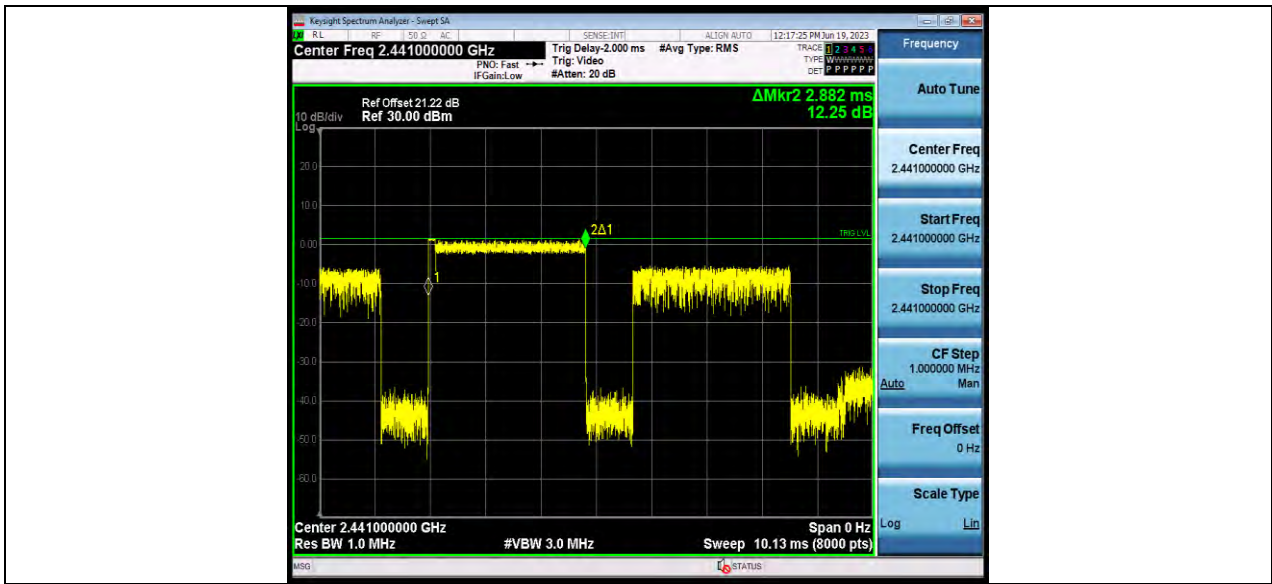 Keysight Spectrum Analyzer - Swept SA
RL RF 50 Ω AC SENSE:INT ALIGN AUTO 12:17:25 PM Jun 19, 2023
Center Freq 2.441000000 GHz
PNO: Fast
IFGain:Low
Trig Delay-2.000 ms
Trig: Video
#Atten: 20 dB
#Avg Type: RMS
TRACE 1 2 3 4 5 6
TYPE WWWWWW
DET P P P P P P
Frequency
ΔMkr2 2.882 ms
12.25 dB
Ref Offset 21.22 dB
10 dB/div Ref 30.00 dBm
Log
20.0
10.0
0.00
-10.0
-20.0
-30.0
-40.0
-50.0
-60.0
2Δ1
TRIG LVL
1
Center 2.441000000 GHz Span 0 Hz
Res BW 1.0 MHz #VBW 3.0 MHz Sweep 10.13 ms (8000 pts)
MSG STATUS
Auto Tune
Center Freq
2.441000000 GHz
Start Freq
2.441000000 GHz
Stop Freq
2.441000000 GHz
CF Step
1.000000 MHz
Auto Man
Freq Offset
0 Hz
Scale Type
Log Lin